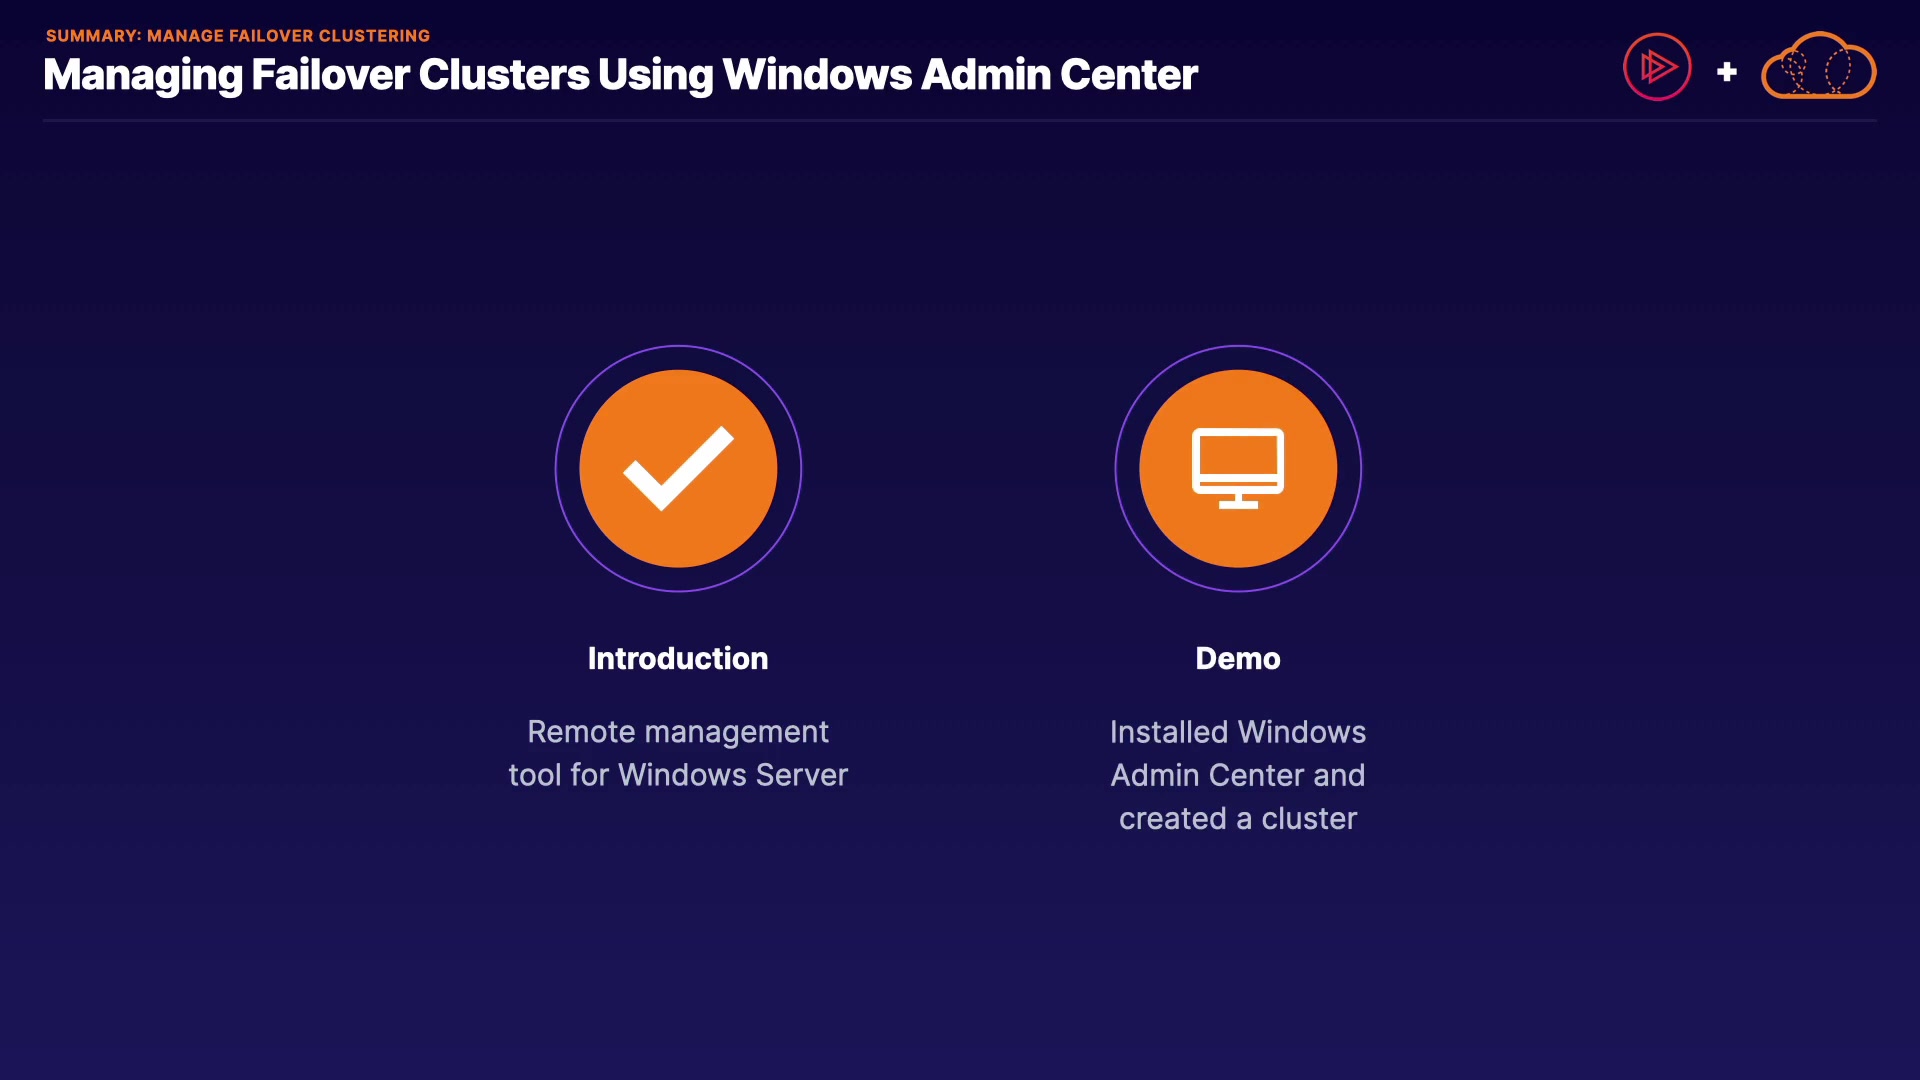 SUMMARY: MANAGE FAILOVER CLUSTERING
Managing Failover Clusters Using Windows Admin Center
+
Introduction
Remote management
tool for Windows Server
Demo
Installed Windows
Admin Center and
created a cluster